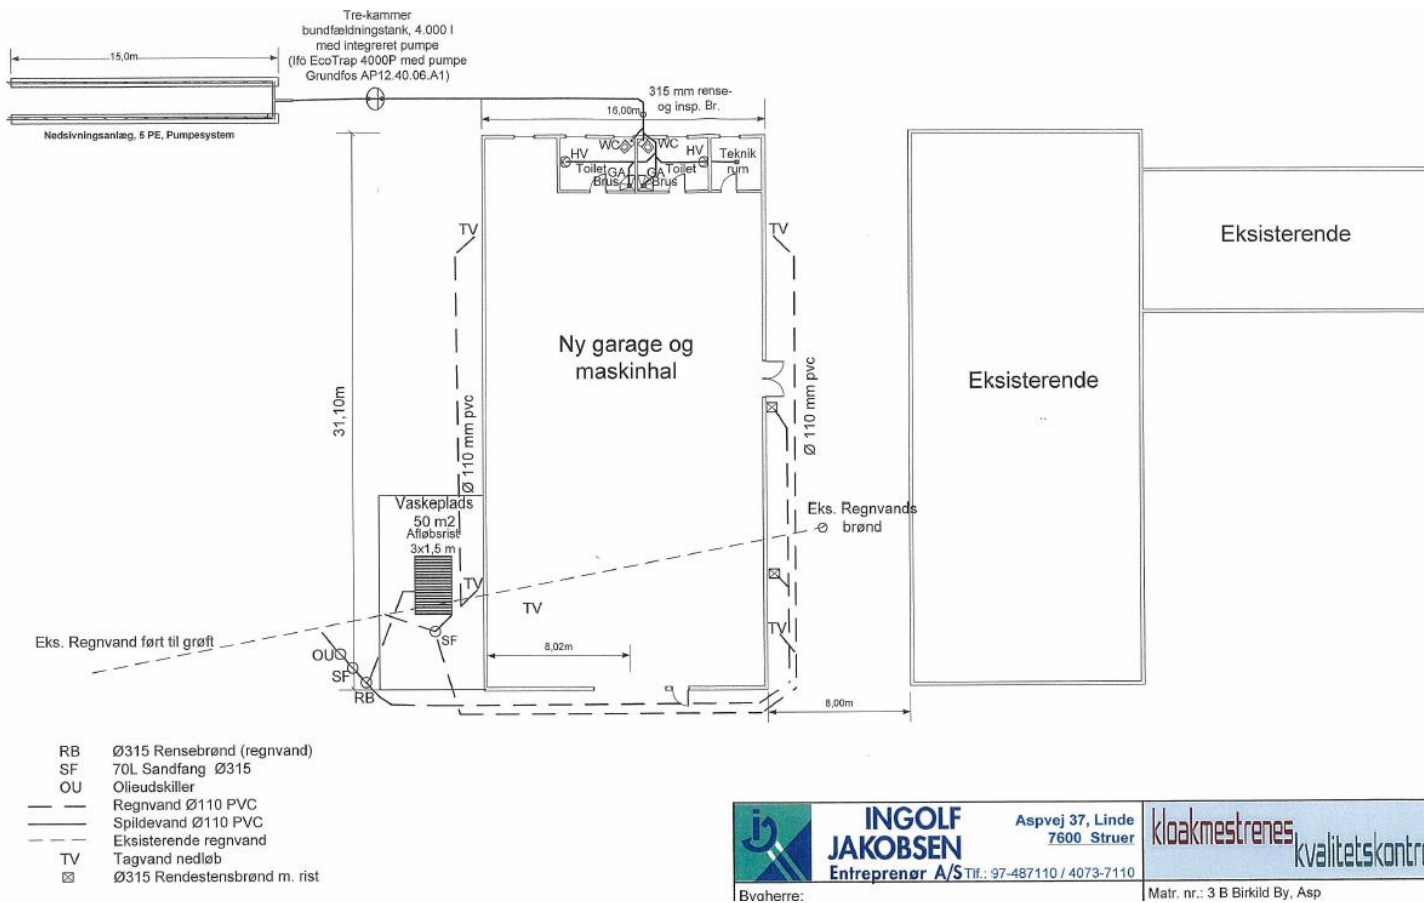 Tre-kammer
bundfældningstank, 4.000 l
med integreret pumpe
(Ifö EcoTrap 4000P med pumpe
Grundfos AP12.40.06.A1)
15,0m
Nedsivningsanlæg, 5 PE, Pumpesystem
315 mm rense-
og insp. Br.
16,00m
WC
WC
HV
HV
Toilet
GA
Brus
GA
Toilet
Brus
Teknik
rum
TV
TV
Eksisterende
Ny garage og
maskinhal
Eksisterende
31,10m
Ø 110 mm pvc
Ø 110 mm pvc
Vaskeplads
50 m2
Afløbsrist
3x1,5 m
Eks. Regnvands
brønd
TV
TV
TV
SF
Eks. Regnvand ført til grøft
OU
SF
RB
8,02m
8,00m
RB Ø315 Rensebrønd (regnvand)
SF 70L Sandfang Ø315
OU Olieudskiller
Regnvand Ø110 PVC
Spildevand Ø110 PVC
Eksisterende regnvand
TV Tagvand nedløb
Ø315 Rendestensbrønd m. rist
INGOLF
JAKOBSEN
Entreprenør A/S
Aspvej 37, Linde
7600 Struer
Tlf.: 97-487110 / 4073-7110
kloakmestrenes
kvalitetskontro
Bygherre:
Matr. nr.: 3 B Birkild By, Asp